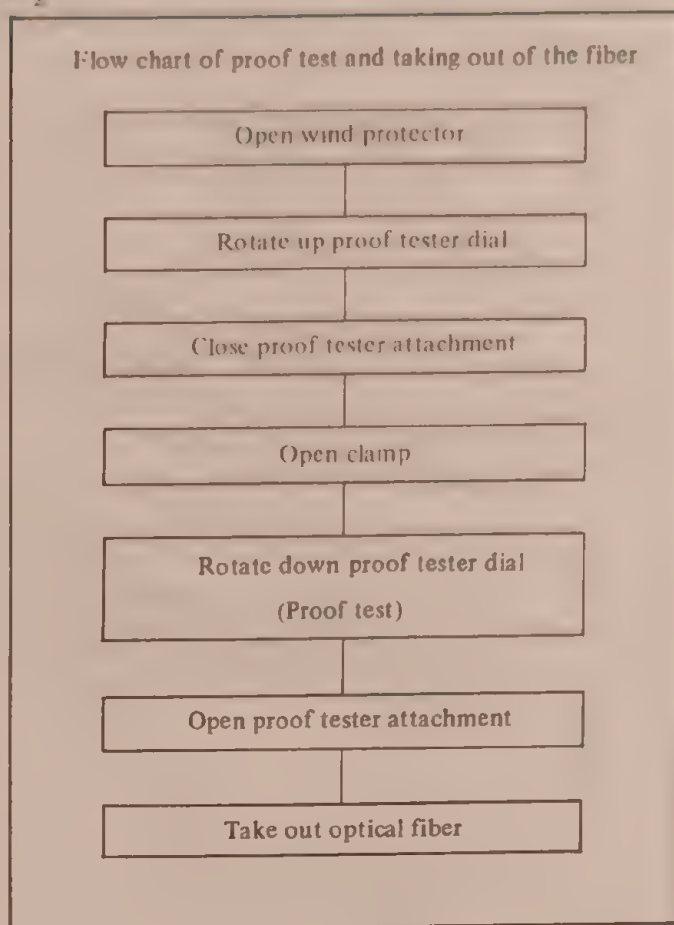 Flow chart of proof test and taking out of the fiber
Open wind protector
Rotate up proof tester dial
Close proof tester attachment
Open clamp
Rotate down proof tester dial
(Proof test)
Open proof tester attachment
Take out optical fiber